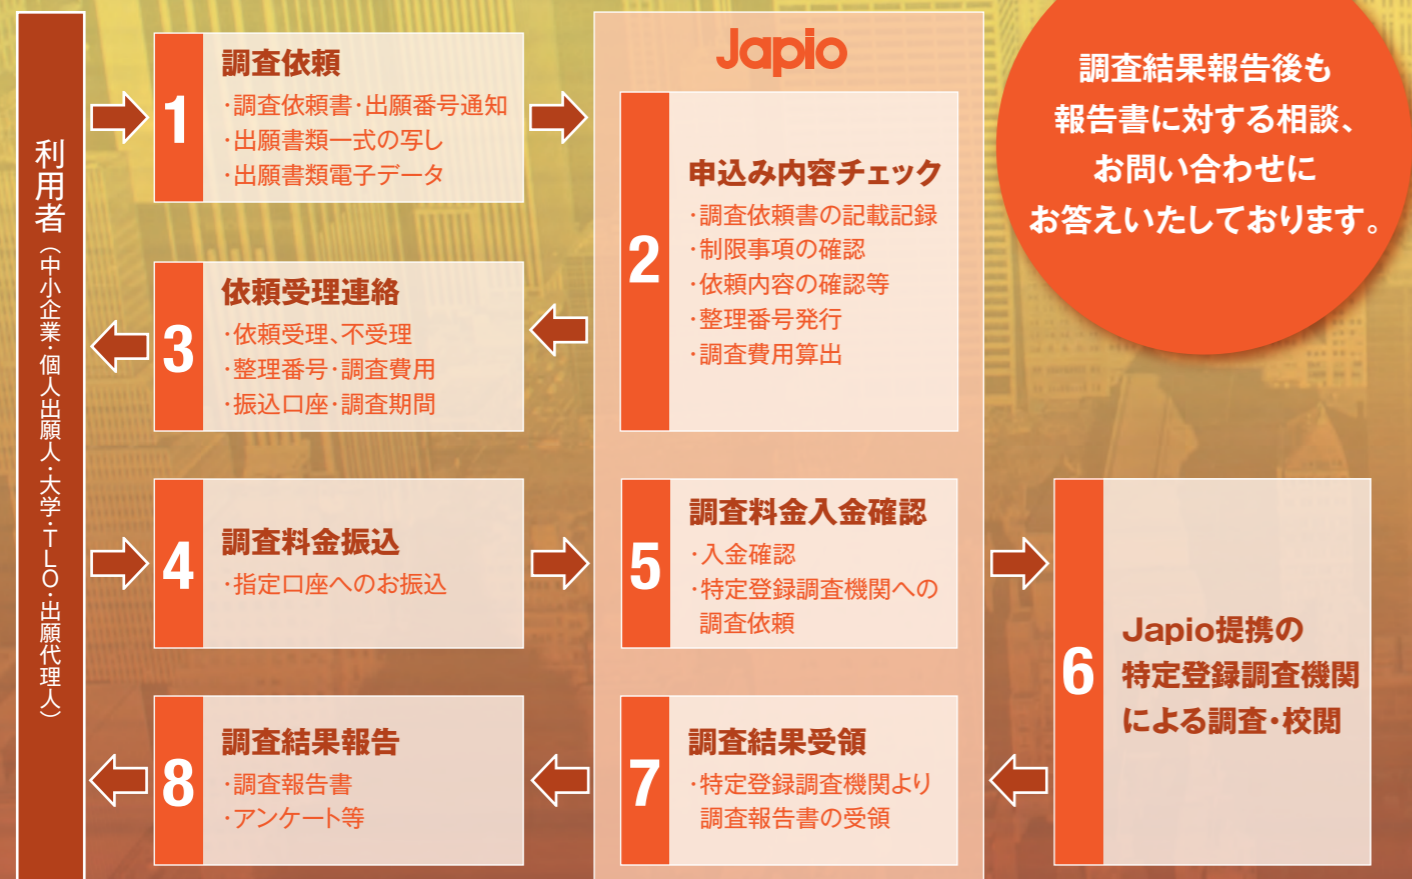 利用者（中小企業・個人出願人・大学・TLO・出願代理人）
1
調査依頼
・調査依頼書・出願番号通知
・出願書類一式の写し
・出願書類電子データ
Japio
2
申込み内容チェック
・調査依頼書の記載記録
・制限事項の確認
・依頼内容の確認等
・整理番号発行
・調査費用算出
調査結果報告後も
報告書に対する相談、
お問い合わせに
お答えいたしております。
3
依頼受理連絡
・依頼受理、不受理
・整理番号・調査費用
・振込口座・調査期間
4
調査料金振込
・指定口座へのお振込
5
調査料金入金確認
・入金確認
・特定登録調査機関への
調査依頼
6
Japio提携の
特定登録調査機関
による調査・校閲
7
調査結果受領
・特定登録調査機関より
調査報告書の受領
8
調査結果報告
・調査報告書
・アンケート等